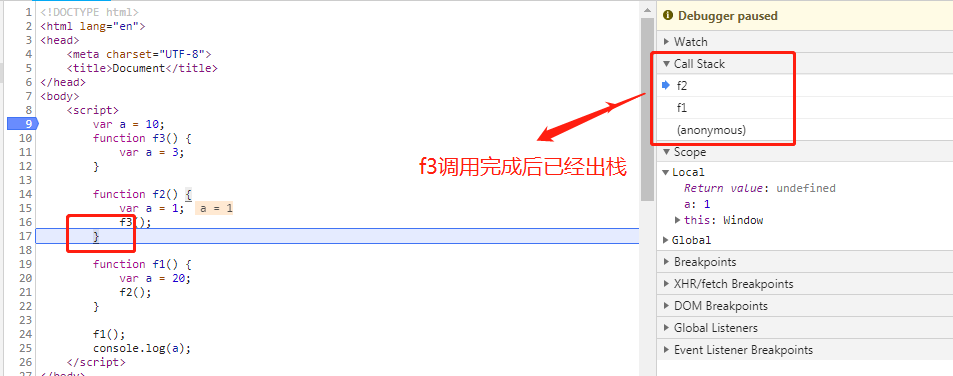 1 <!DOCTYPE html>
2 <html lang="en">
3 <head>
4 <meta charset="UTF-8">
5 <title>Document</title>
6 </head>
7 <body>
8 <script>
9 var a = 10;
10 function f3() {
11 var a = 3;
12 }
13
14 function f2() {
15 var a = 1; a = 1
16 f3();
17 }
18
19 function f1() {
20 var a = 20;
21 f2();
22 }
23
24 f1();
25 console.log(a);
26 </script>
27 </body>
f3调用完成后已经出栈
Debugger paused
Watch
Call Stack
f2
f1
(anonymous)
Scope
Local
Return value: undefined
a: 1
this: Window
Global
Breakpoints
XHR/fetch Breakpoints
DOM Breakpoints
Global Listeners
Event Listener Breakpoints